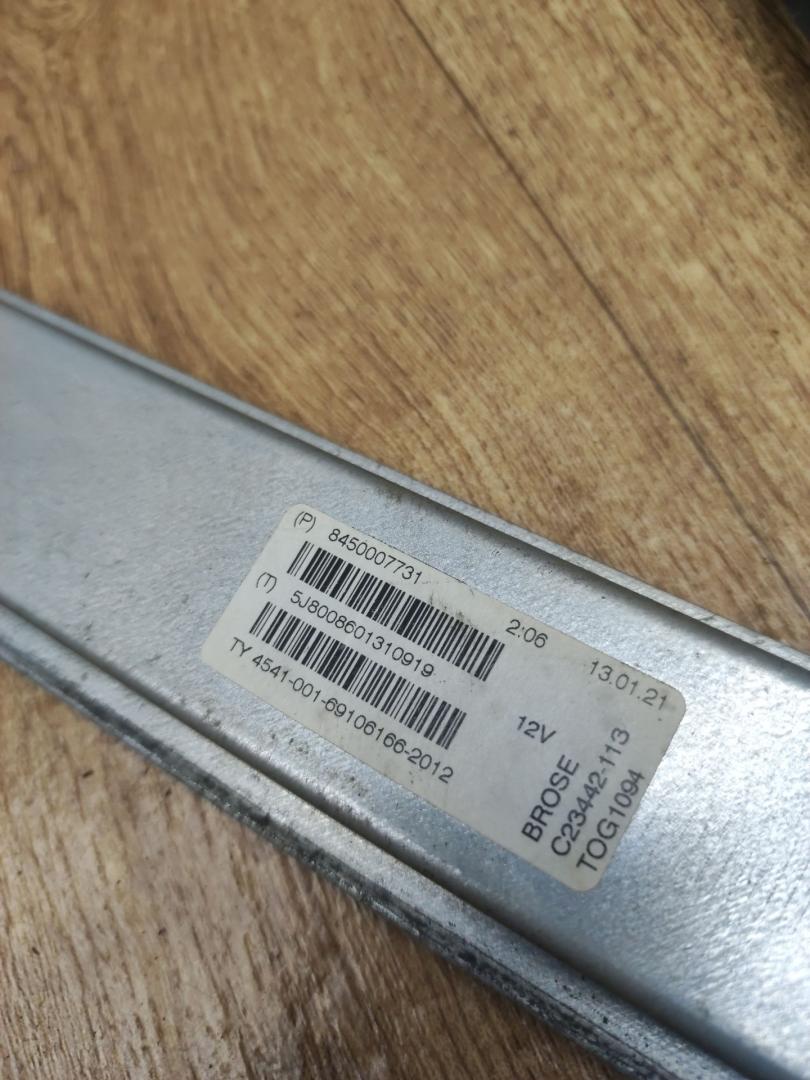 (P) 8450007731
(T) 5J8008601310919
TY 4541-001-69106166-2012
2:06 13.01.21
12V
BROSE
C23442-113
TOG1094